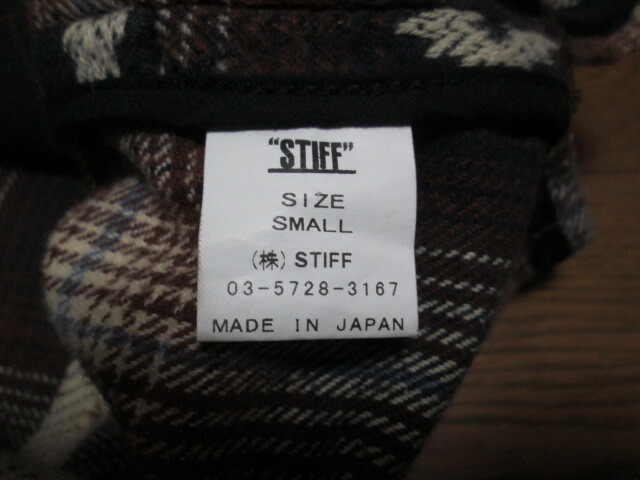 "STIFF"
SIZE
SMALL
(株) STIFF
03-5728-3167
MADE IN JAPAN